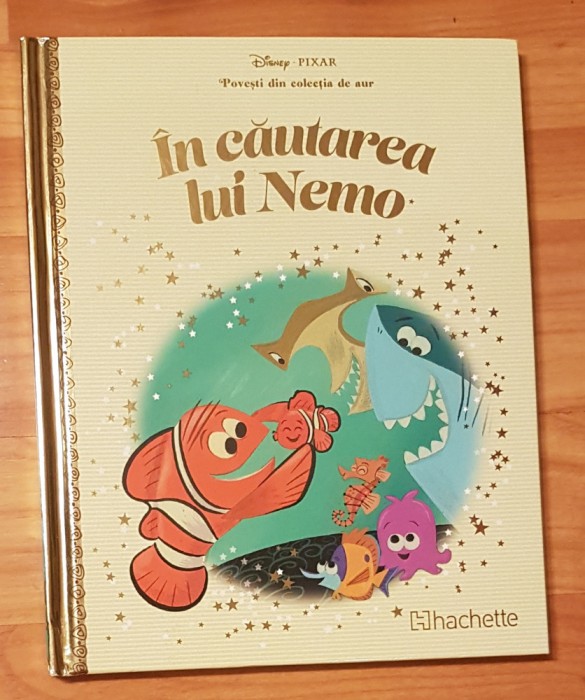 Disney · PIXAR
Povești din colecția de aur
În căutarea
lui Nemo
hachette